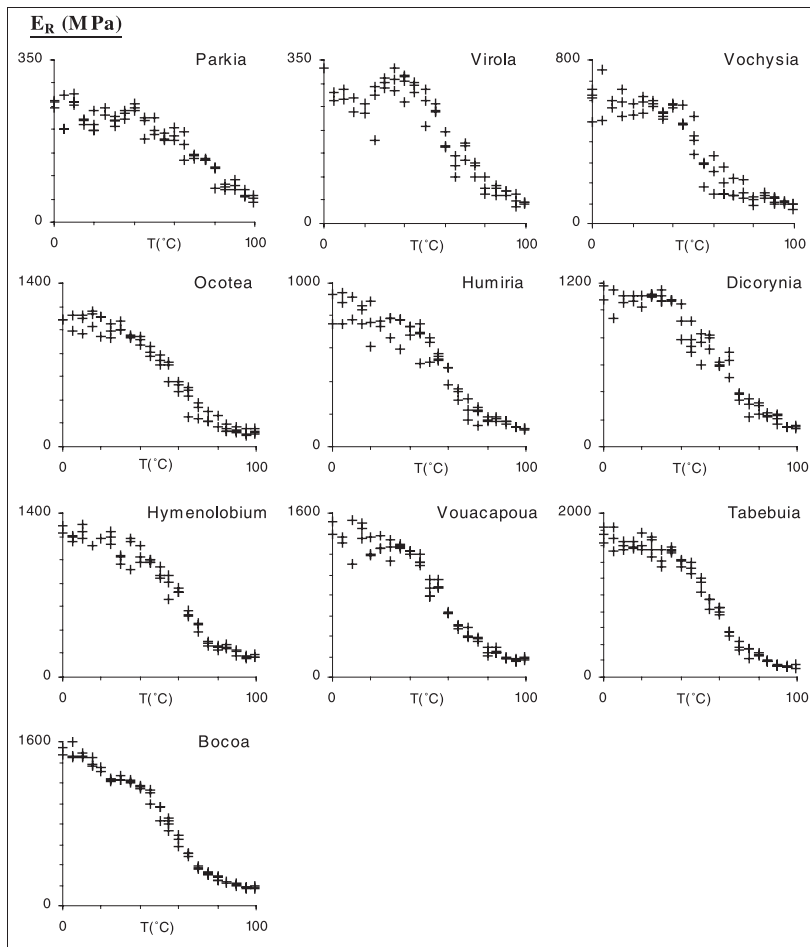 E_R (MPa)
350 Parkia
0
0 T(°C) 100
350 Virola
0
0 T(°C) 100
800 Vochysia
0
0 T(°C) 100
1400 Ocotea
0
0 T(°C) 100
1000 Humiria
0
0 T(°C) 100
1200 Dicorynia
0
0 T(°C) 100
1400 Hymenolobium
0
0 T(°C) 100
1600 Vouacapoua
0
0 T(°C) 100
2000 Tabebuia
0
0 T(°C) 100
1600 Bocoa
0
0 T(°C) 100